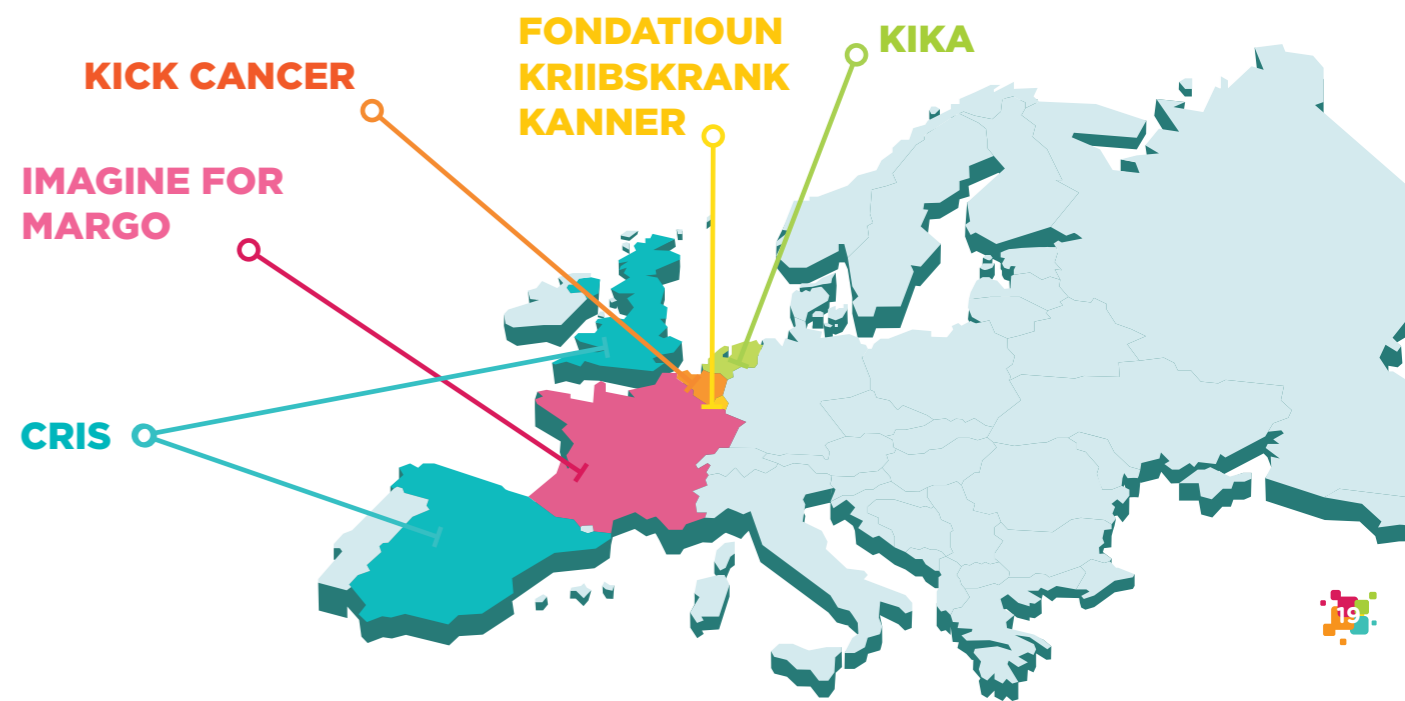 FONDATIOUN
KRIIBSKRANK
KANNER
KIKA
KICK CANCER
IMAGINE FOR
MARGO
CRIS
19